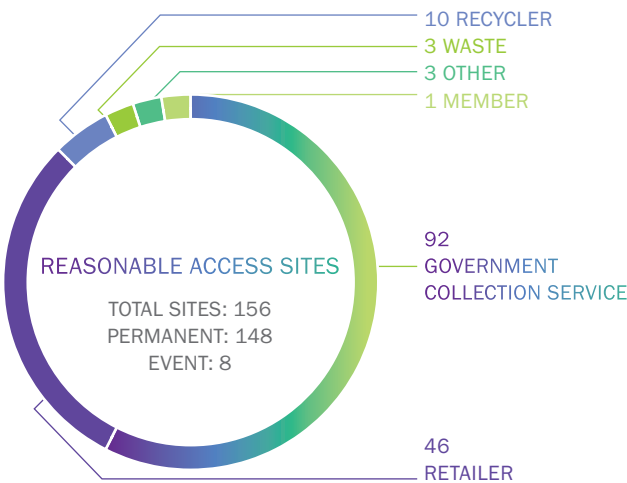 10 RECYCLER
3 WASTE
3 OTHER
1 MEMBER
92
GOVERNMENT
COLLECTION SERVICE
REASONABLE ACCESS SITES
TOTAL SITES: 156
PERMANENT: 148
EVENT: 8
46
RETAILER